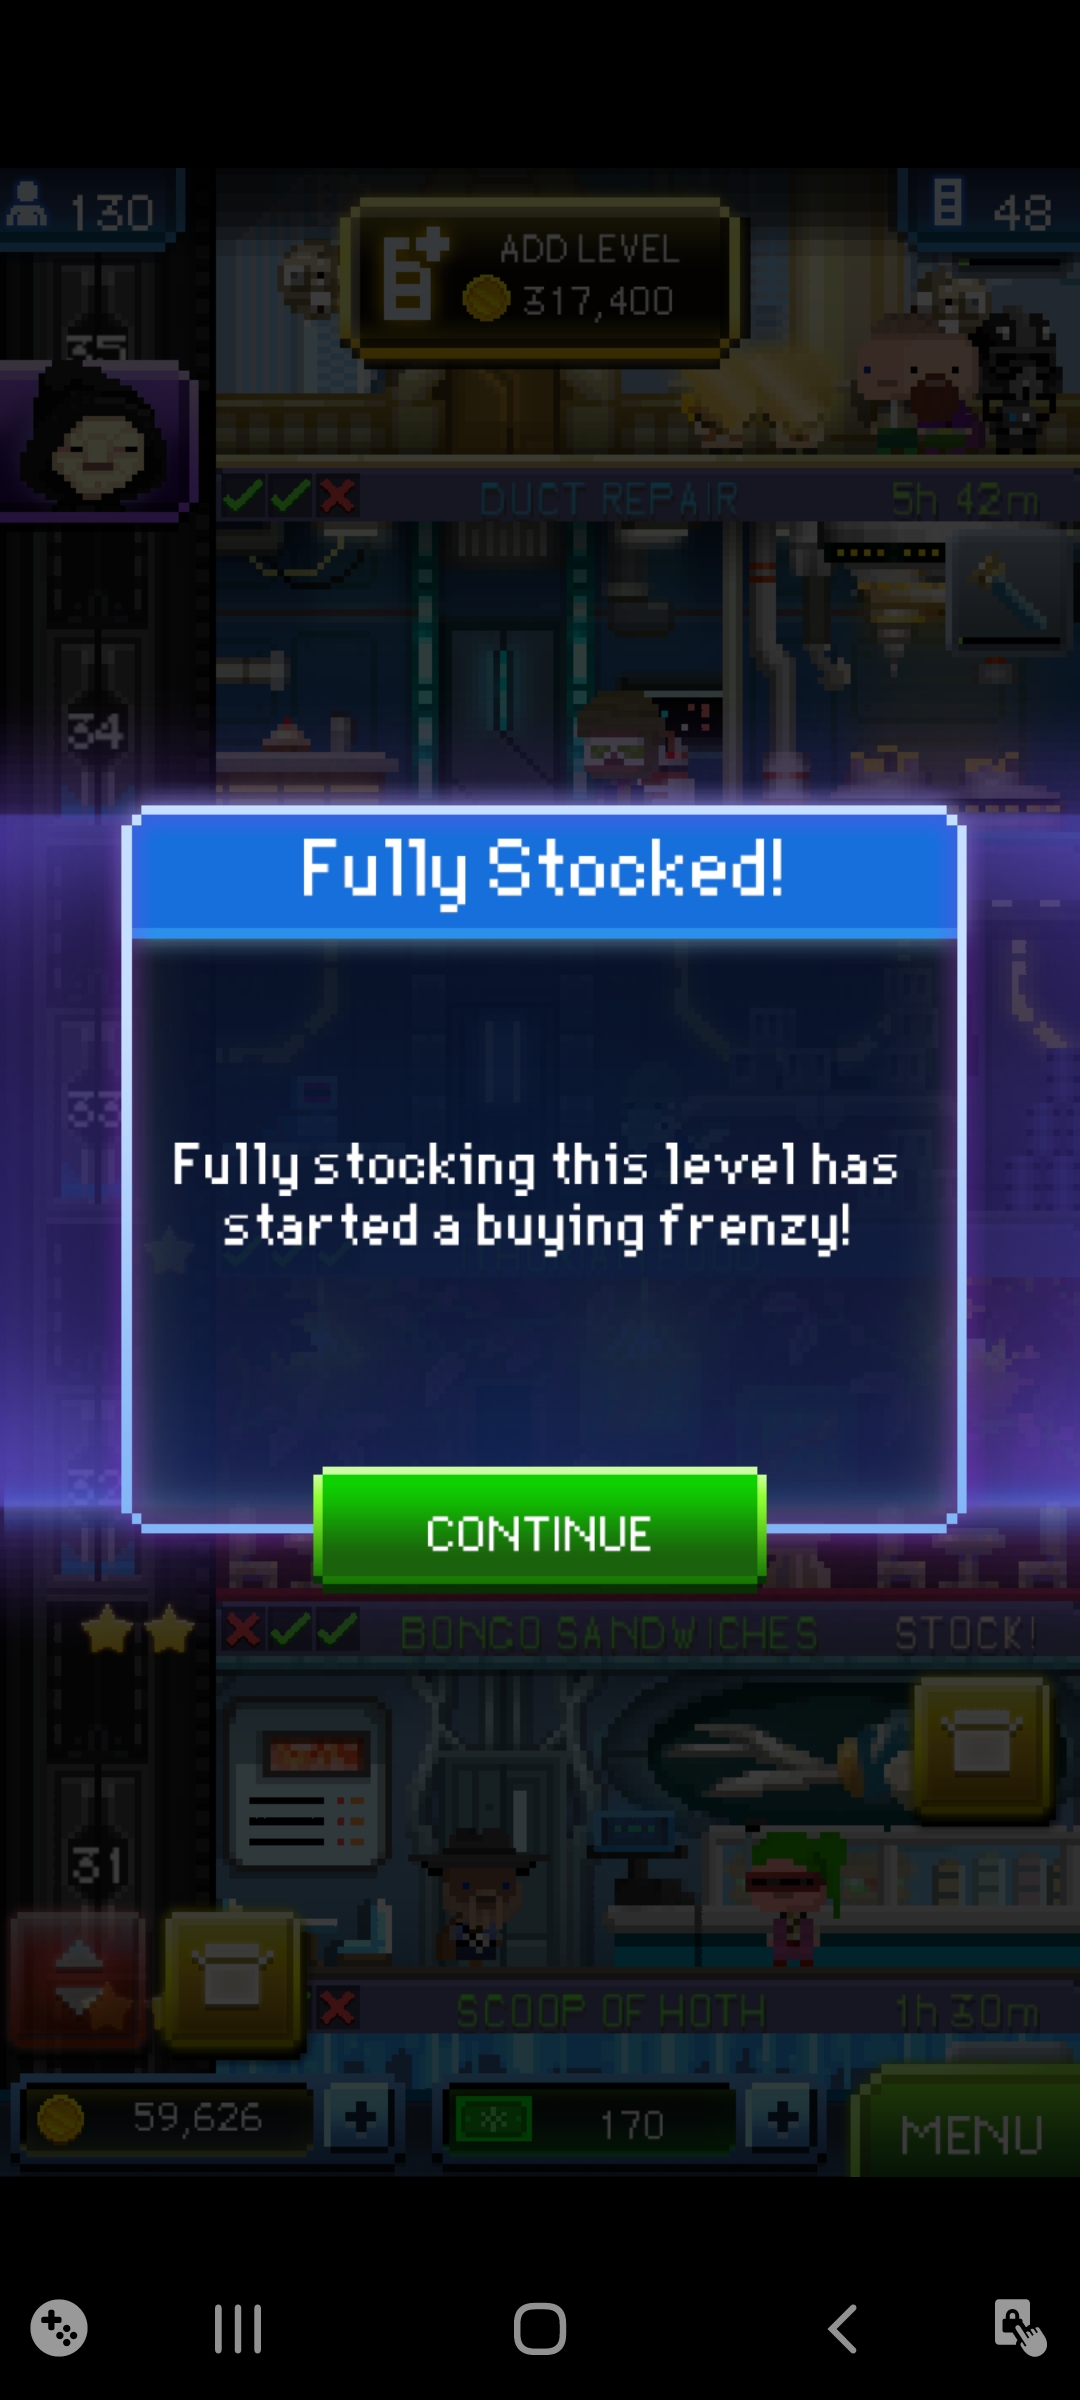 130
48
ADD LEVEL
317,400
35
DUCT REPAIR
5h 42m
34
Fully Stocked!
33
Fully stocking this level has
started a buying frenzy!
32
CONTINUE
BONGO SANDWICHES
STOCK!
31
SCOOP OF HOTH
1h 30m
59,626
170
MENU